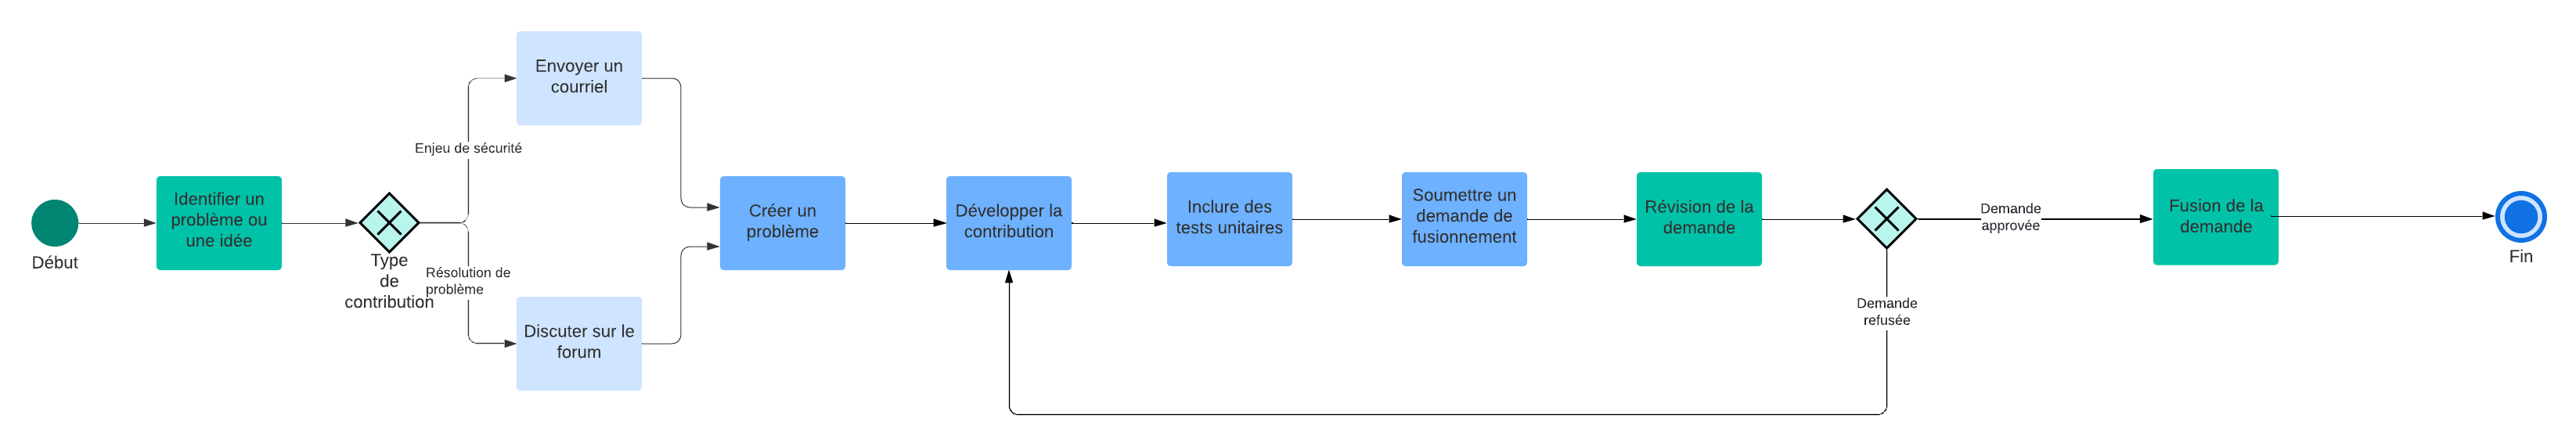 Début
Identifier un
problème ou
une idée
Type
de
contribution
Enjeu de sécurité
Résolution de
problème
Envoyer un
courriel
Discuter sur le
forum
Créer un
problème
Développer la
contribution
Inclure des
tests unitaires
Soumettre un
demande de
fusionnement
Révision de la
demande
Demande
approvée
Demande
refusée
Fusion de la
demande
Fin